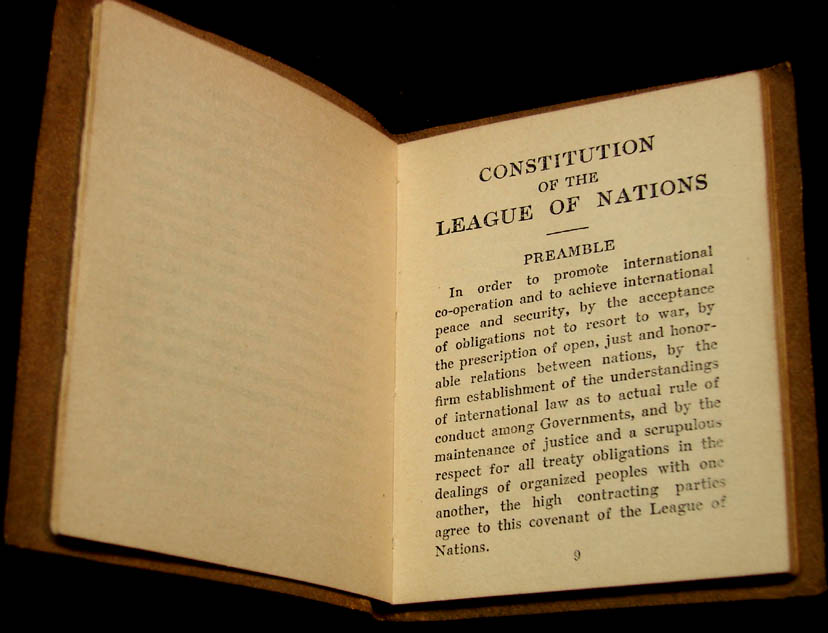 CONSTITUTION
OF THE
LEAGUE OF NATIONS
PREAMBLE
In order to promote international
co-operation and to achieve international
peace and security, by the acceptance
of obligations not to resort to war, by
the prescription of open, just and honor-
able relations between nations, by the
firm establishment of the understandings
of international law as to actual rule of
conduct among Governments, and by the
maintenance of justice and a scrupulous
respect for all treaty obligations in the
dealings of organized peoples with one
another, the high contracting parties
agree to this covenant of the League of
Nations.
9